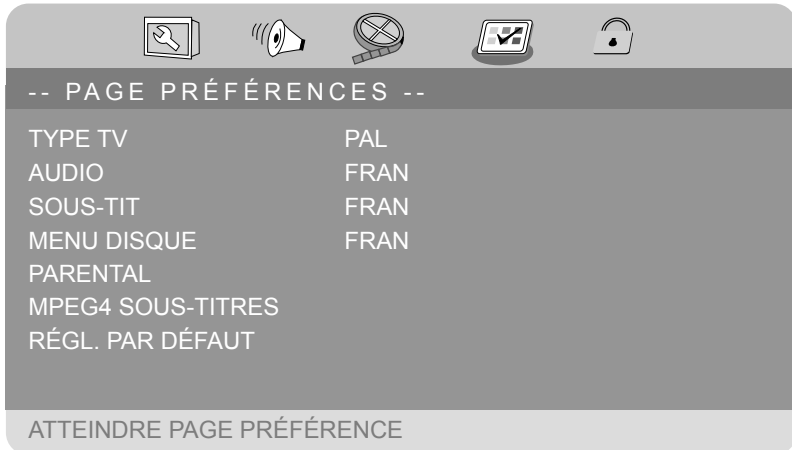 -- PAGE PRÉFÉRENCES --
TYPE TV PAL
AUDIO FRAN
SOUS-TIT FRAN
MENU DISQUE FRAN
PARENTAL
MPEG4 SOUS-TITRES
RÉGL. PAR DÉFAUT
ATTEINDRE PAGE PRÉFÉRENCE